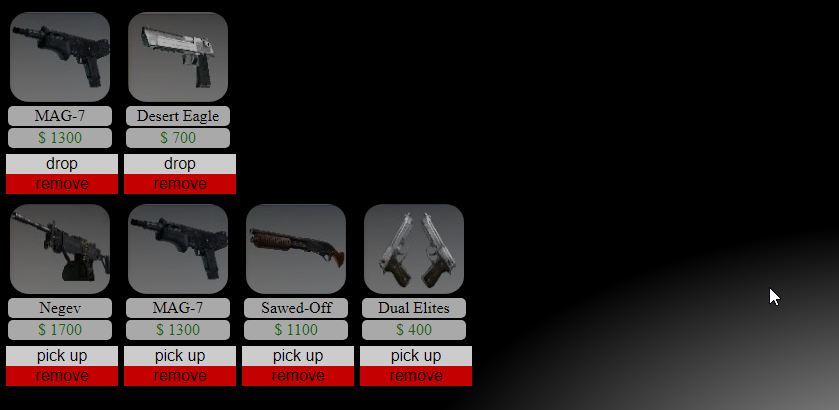 MAG-7 Desert Eagle
$ 1300 $ 700
drop drop
remove remove
Negev MAG-7 Sawed-Off Dual Elites
$ 1700 $ 1300 $ 1100 $ 400
pick up pick up pick up pick up
remove remove remove remove